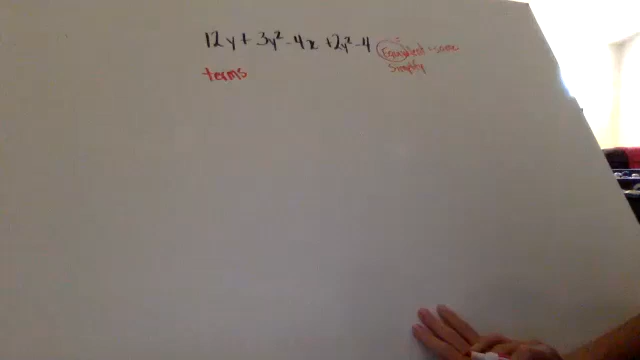 12y + 3y² - 4x + 2y² - 4
Equivalent - same
simplify
terms